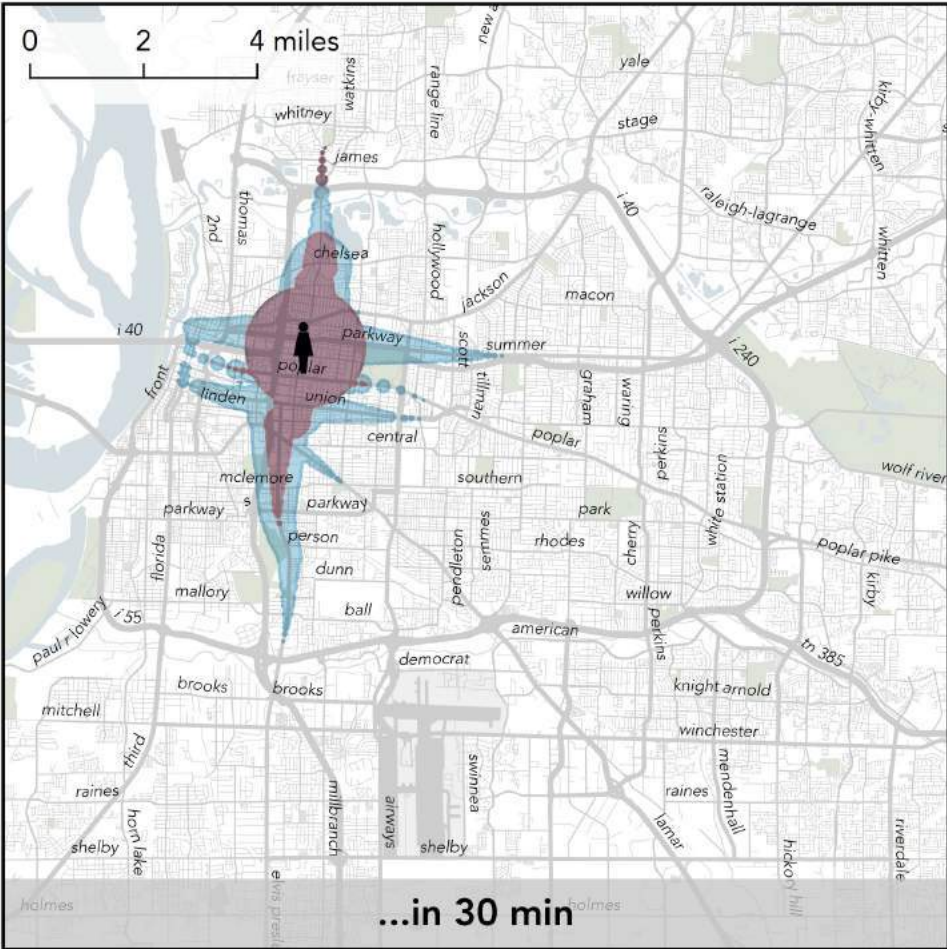 0 2 4 miles
new a
frayser
watkins
range line
yale
whitney
stage
kirby-whitten
james
thomas
2nd
i 40
raleigh-lagrange
hollywood
whitten
chelsea
jackson
macon
i 40
parkway
scott
summer
i 240
front
poplar
tillman
graham
waring
linden
union
central
poplar
perkins
white station
wolf river
mclemore
southern
s
parkway
parkway
park
florida
person
pendleton
semmes
rhodes
cherry
poplar pike
dunn
kirby
mallory
willow
paul r lowery
i 55
ball
american
perkins
tn 385
democrat
brooks
brooks
knight arnold
mitchell
winchester
third
swinnea
mendenhall
raines
millbranch
airways
raines
horn lake
lamar
riverdale
shelby
shelby
hickory hill
elvis presl
holmes
holmes
...in 30 min